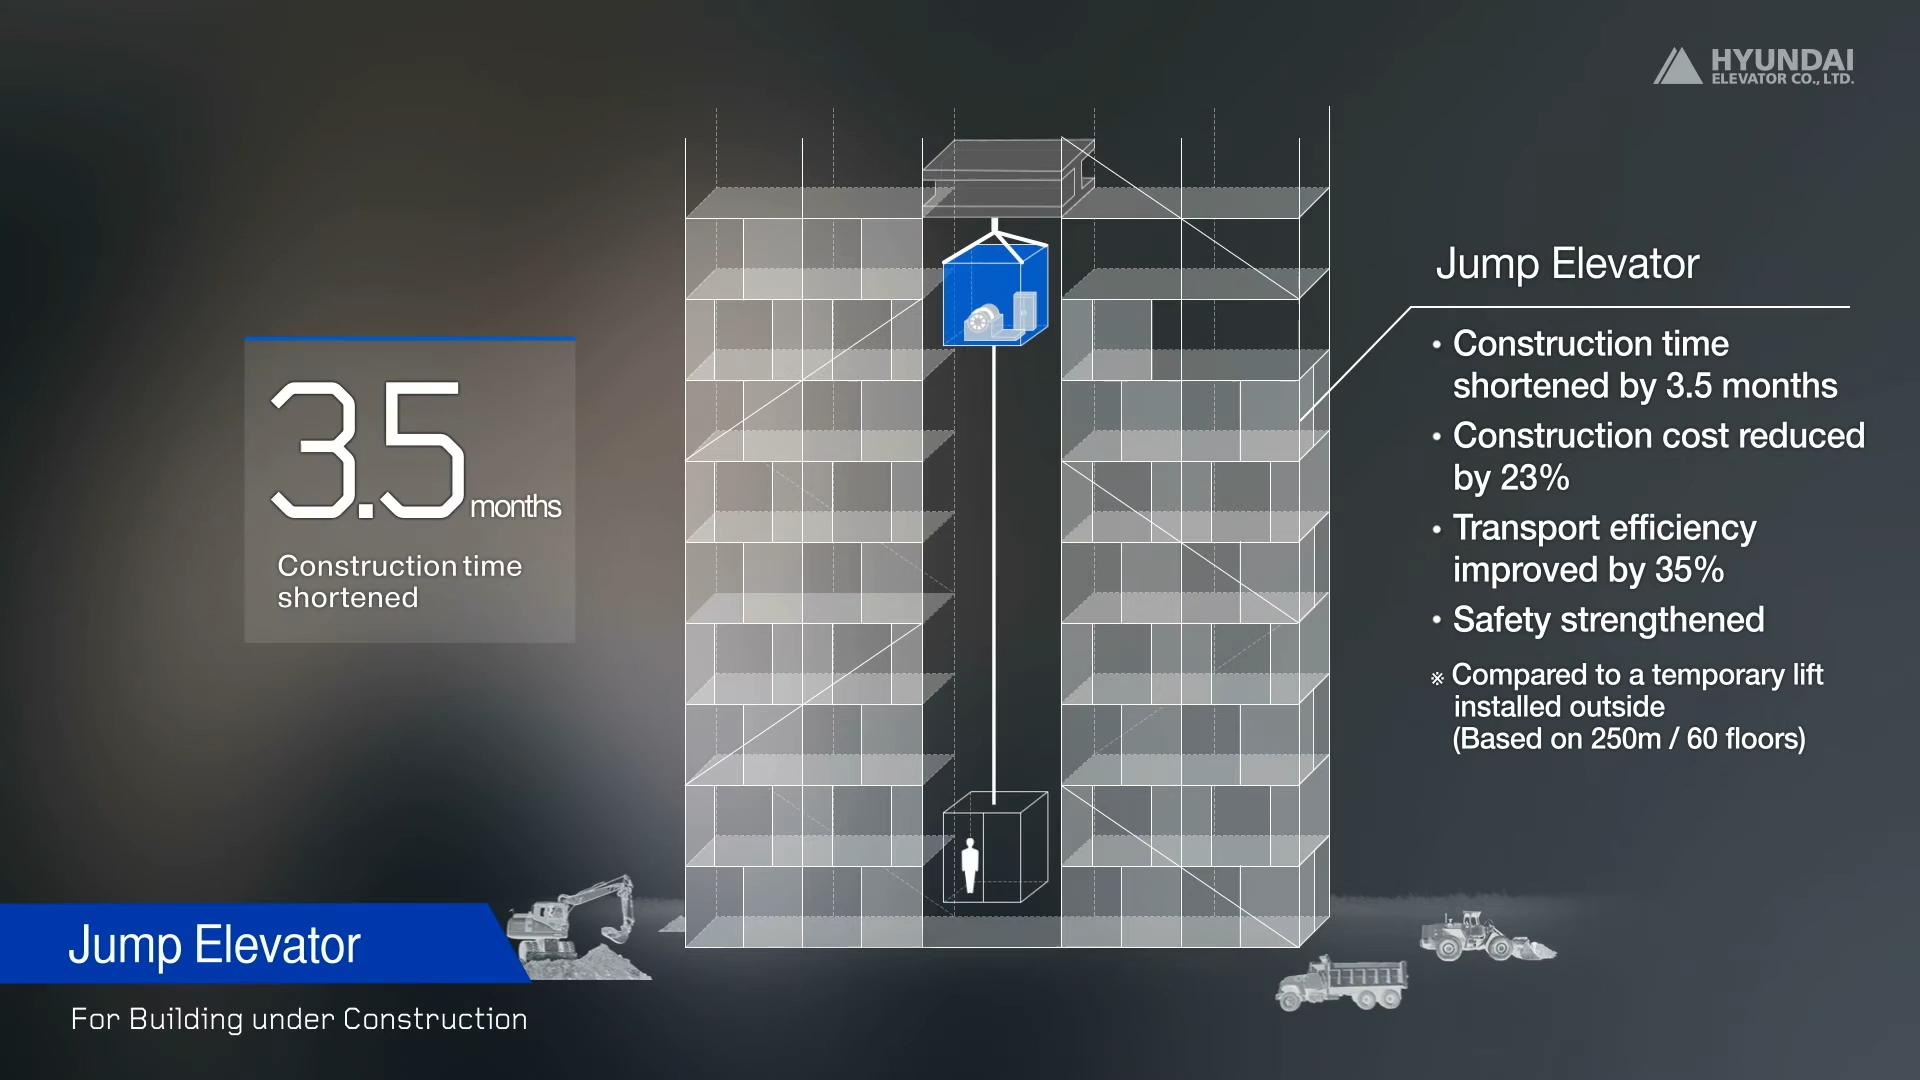 HYUNDAI
ELEVATOR CO., LTD.
3.5 months
Construction time
shortened
Jump Elevator
• Construction time
shortened by 3.5 months
• Construction cost reduced
by 23%
• Transport efficiency
improved by 35%
• Safety strengthened
※ Compared to a temporary lift
installed outside
(Based on 250m / 60 floors)
Jump Elevator
For Building under Construction